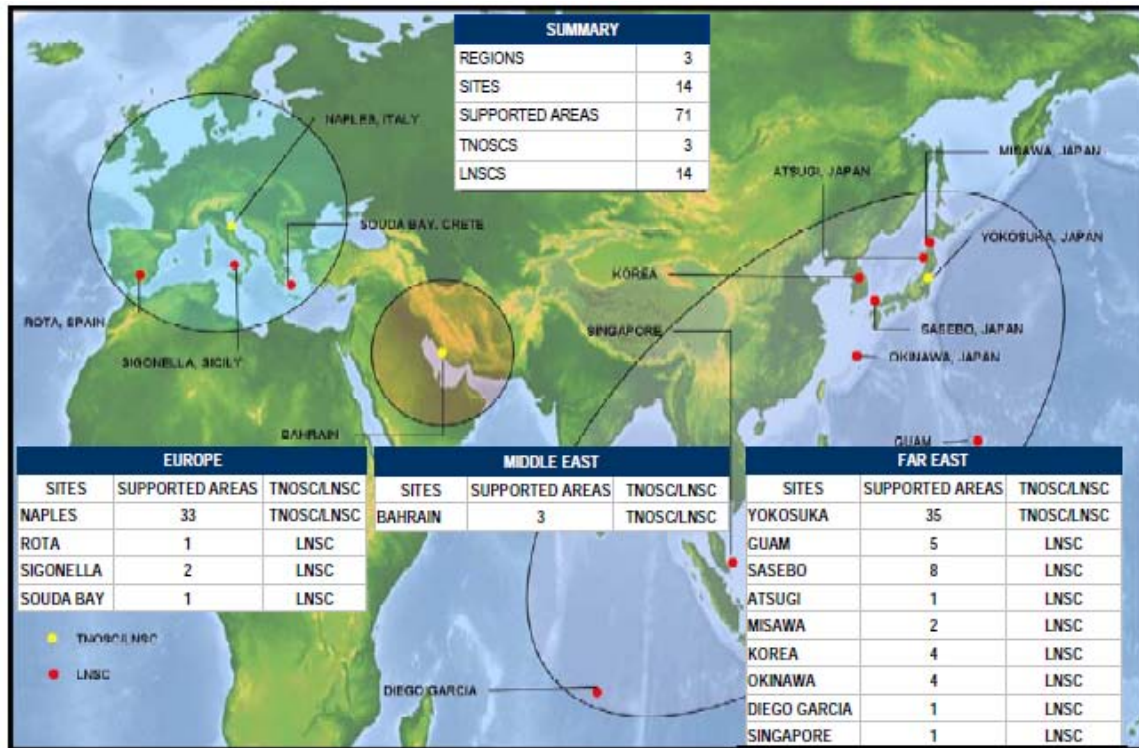 SUMMARY
REGIONS 3
SITES 14
SUPPORTED AREAS 71
TNOSCS 3
LNSCS 14
NAPLES, ITALY
MISAWA, JAPAN
ATSUGI, JAPAN
SOUDA BAY, CRETE
YOKOSUKA, JAPAN
KOREA
ROTA, SPAIN
SINGAPORE
SASEBO, JAPAN
SIGONELLA, SICILY
OKINAWA, JAPAN
BAHRAIN
GUAM
EUROPE
SITES SUPPORTED AREAS TNOSC/LNSC
NAPLES 33 TNOSC/LNSC
ROTA 1 LNSC
SIGONELLA 2 LNSC
SOUDA BAY 1 LNSC
MIDDLE EAST
SITES SUPPORTED AREAS TNOSC/LNSC
BAHRAIN 3 TNOSC/LNSC
FAR EAST
SITES SUPPORTED AREAS TNOSC/LNSC
YOKOSUKA 35 TNOSC/LNSC
GUAM 5 LNSC
SASEBO 8 LNSC
ATSUGI 1 LNSC
MISAWA 2 LNSC
KOREA 4 LNSC
OKINAWA 4 LNSC
DIEGO GARCIA 1 LNSC
SINGAPORE 1 LNSC
TNOSC/LNSC
LNSC
DIEGO GARCIA